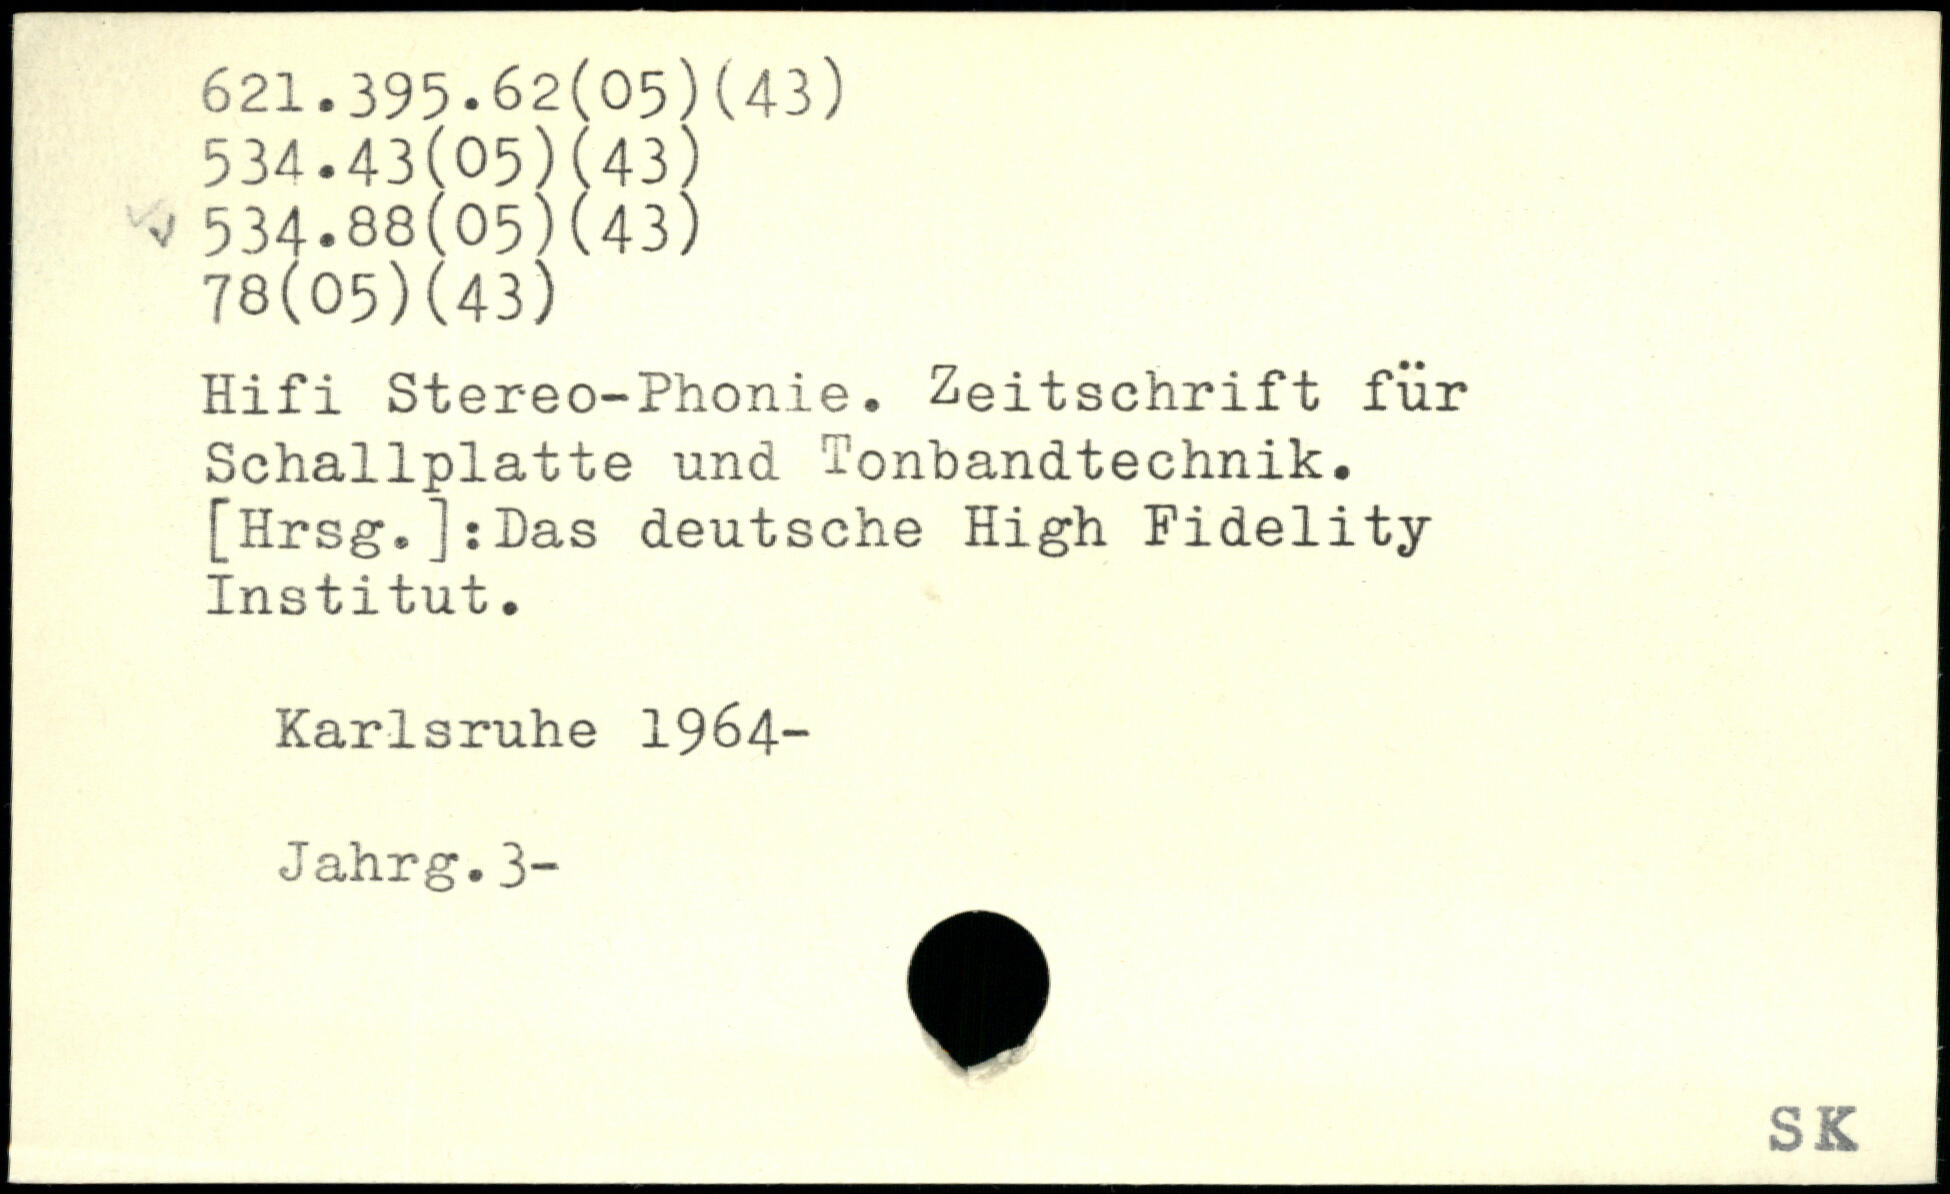 621.395.62(05)(43)
534.43(05)(43)
534.88(05)(43)
78(05)(43)
Hifi Stereo-Phonie. Zeitschrift für
Schallplatte und Tonbandtechnik.
[Hrsg.]:Das deutsche High Fidelity
Institut.
Karlsruhe 1964-
Jahrg.3-
SK